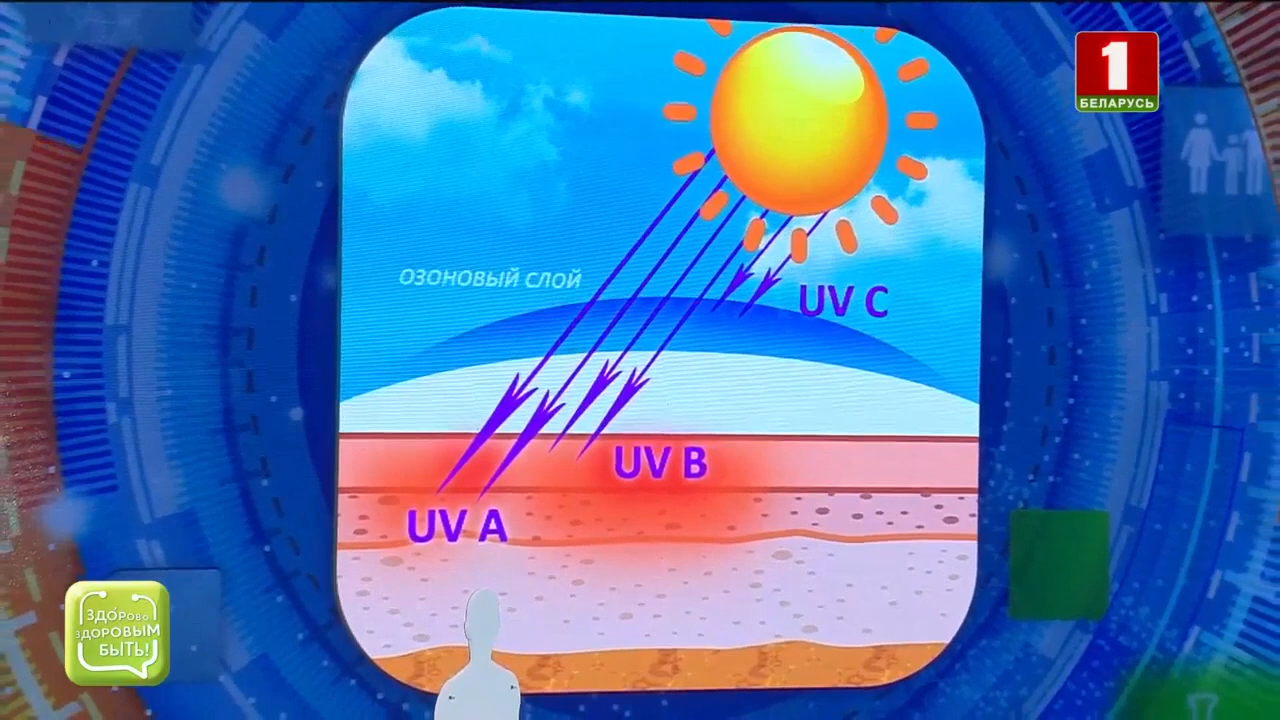 1
БЕЛАРУСЬ
ОЗОНОВЫЙ СЛОЙ
UV C
UV B
UV A
ЗДОРОВО
ЗДОРОВЫМ
БЫТЬ!